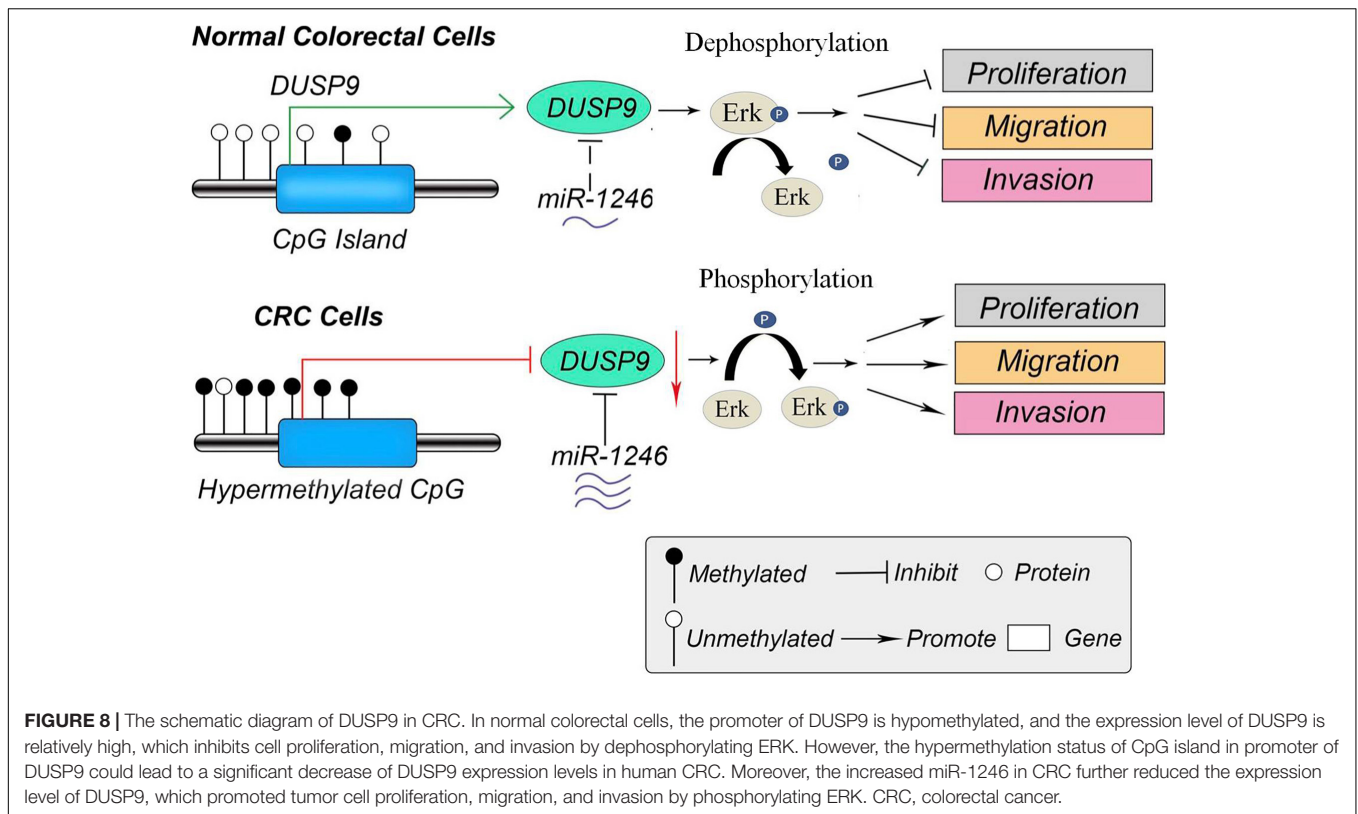 Normal Colorectal Cells
DUSP9
CpG Island
DUSP9
miR-1246
Dephosphorylation
Erk P
P
Erk
Proliferation
Migration
Invasion
CRC Cells
Hypermethylated CpG
DUSP9
miR-1246
Phosphorylation
P
Erk
Erk P
Proliferation
Migration
Invasion
Methylated
Inhibit
Protein
Unmethylated
Promote
Gene
FIGURE 8 | The schematic diagram of DUSP9 in CRC. In normal colorectal cells, the promoter of DUSP9 is hypomethylated, and the expression level of DUSP9 is
relatively high, which inhibits cell proliferation, migration, and invasion by dephosphorylating ERK. However, the hypermethylation status of CpG island in promoter of
DUSP9 could lead to a significant decrease of DUSP9 expression levels in human CRC. Moreover, the increased miR-1246 in CRC further reduced the expression
level of DUSP9, which promoted tumor cell proliferation, migration, and invasion by phosphorylating ERK. CRC, colorectal cancer.